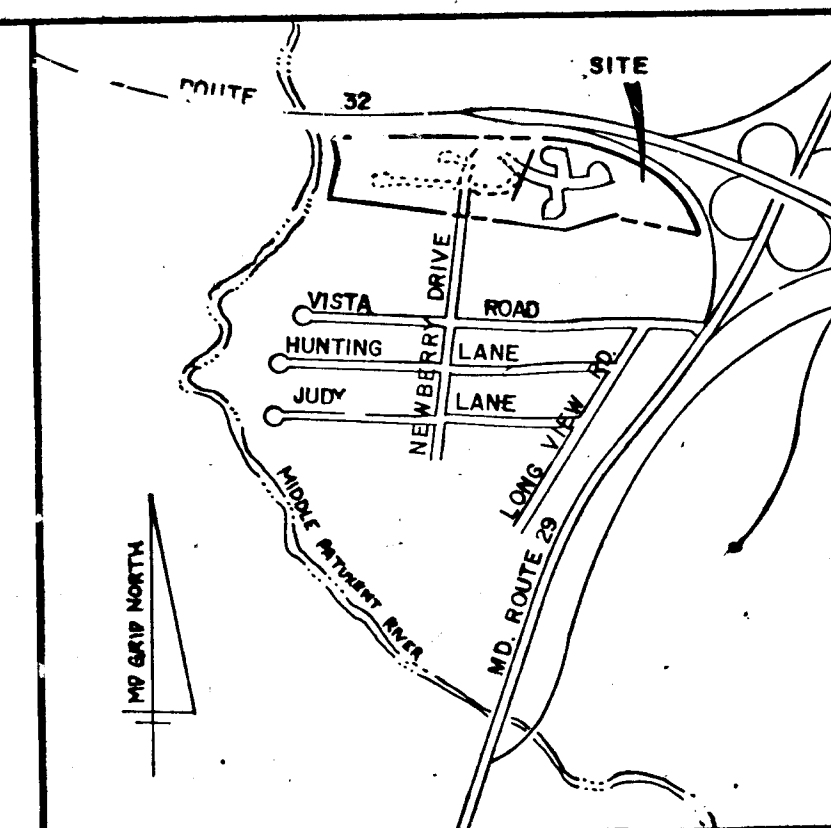 SITE
ROUTE 32
VISTA ROAD
HUNTING LANE
JUDY LANE
NEWBERRY DRIVE
LONG VIEW RD
MD. ROUTE 29
MIDDLE PATUXENT RIVER
MD GRID NORTH